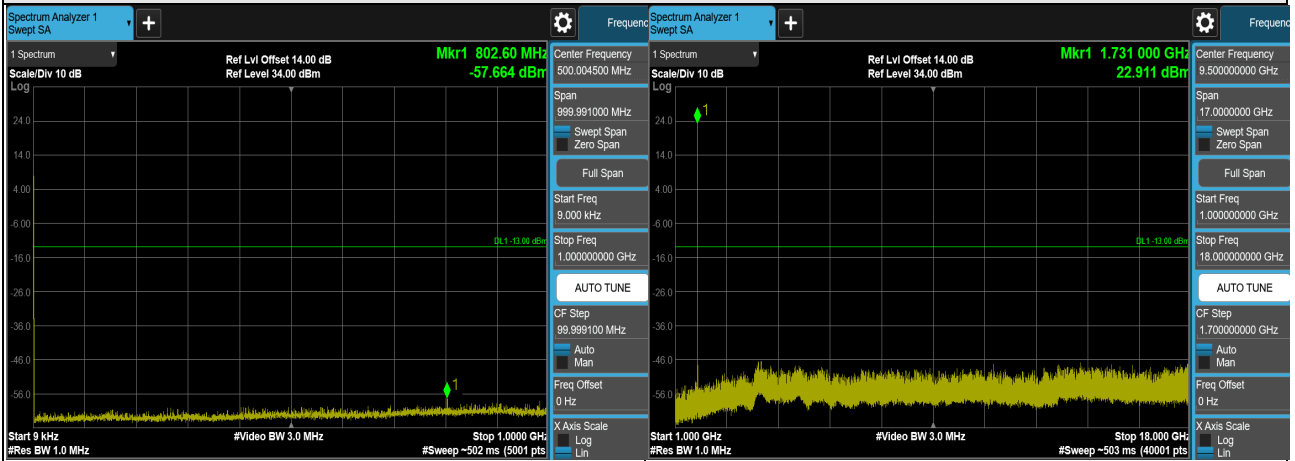 Spectrum Analyzer 1
Swept SA
+
Frequenc
1 Spectrum
Scale/Div 10 dB
Log
Ref Lvl Offset 14.00 dB
Ref Level 34.00 dBm
Mkr1 802.60 MHz
-57.664 dBm
24.0
14.0
4.00
-6.00
-16.0
-26.0
-36.0
-46.0
-56.0
DL1 -13.00 dBm
1
Start 9 kHz
#Res BW 1.0 MHz
#Video BW 3.0 MHz
Stop 1.0000 GHz
#Sweep ~502 ms (5001 pts
Center Frequency
500.004500 MHz
Span
999.991000 MHz
Swept Span
Zero Span
Full Span
Start Freq
9.000 kHz
Stop Freq
1.000000000 GHz
AUTO TUNE
CF Step
99.999100 MHz
Auto
Man
Freq Offset
0 Hz
X Axis Scale
Log
Lin
Spectrum Analyzer 1
Swept SA
+
Frequenc
1 Spectrum
Scale/Div 10 dB
Log
Ref Lvl Offset 14.00 dB
Ref Level 34.00 dBm
Mkr1 1.731 000 GHz
22.911 dBm
24.0
14.0
4.00
-6.00
-16.0
-26.0
-36.0
-46.0
-56.0
DL1 -13.00 dBm
1
Start 1.000 GHz
#Res BW 1.0 MHz
#Video BW 3.0 MHz
Stop 18.000 GHz
#Sweep ~503 ms (40001 pts
Center Frequency
9.500000000 GHz
Span
17.0000000 GHz
Swept Span
Zero Span
Full Span
Start Freq
1.000000000 GHz
Stop Freq
18.000000000 GHz
AUTO TUNE
CF Step
1.700000000 GHz
Auto
Man
Freq Offset
0 Hz
X Axis Scale
Log
Lin